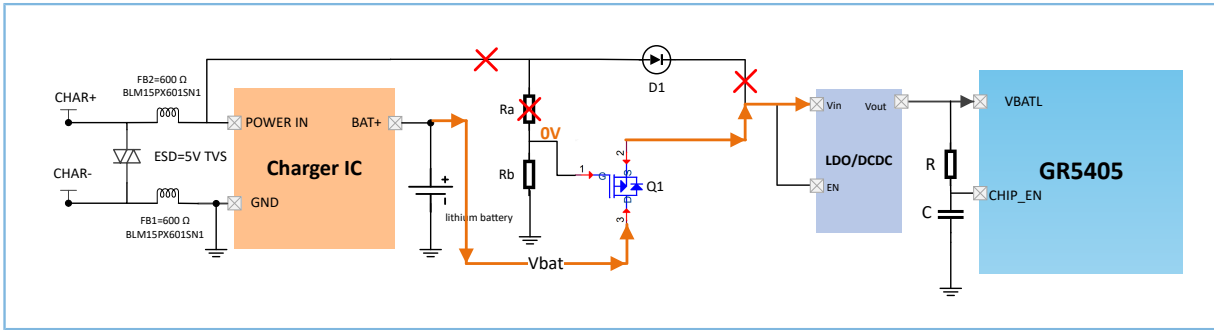 FB2=600 Ω
BLM15PX601SN1
CHAR+
POWER IN
BAT+
ESD=5V TVS
Charger IC
CHAR-
GND
FB1=600 Ω
BLM15PX601SN1
+
lithium battery
Vbat
Ra
0V
Rb
D1
1
G
2
S
D
3
Q1
Vin
Vout
LDO/DCDC
EN
R
C
VBATL
GR5405
CHIP_EN